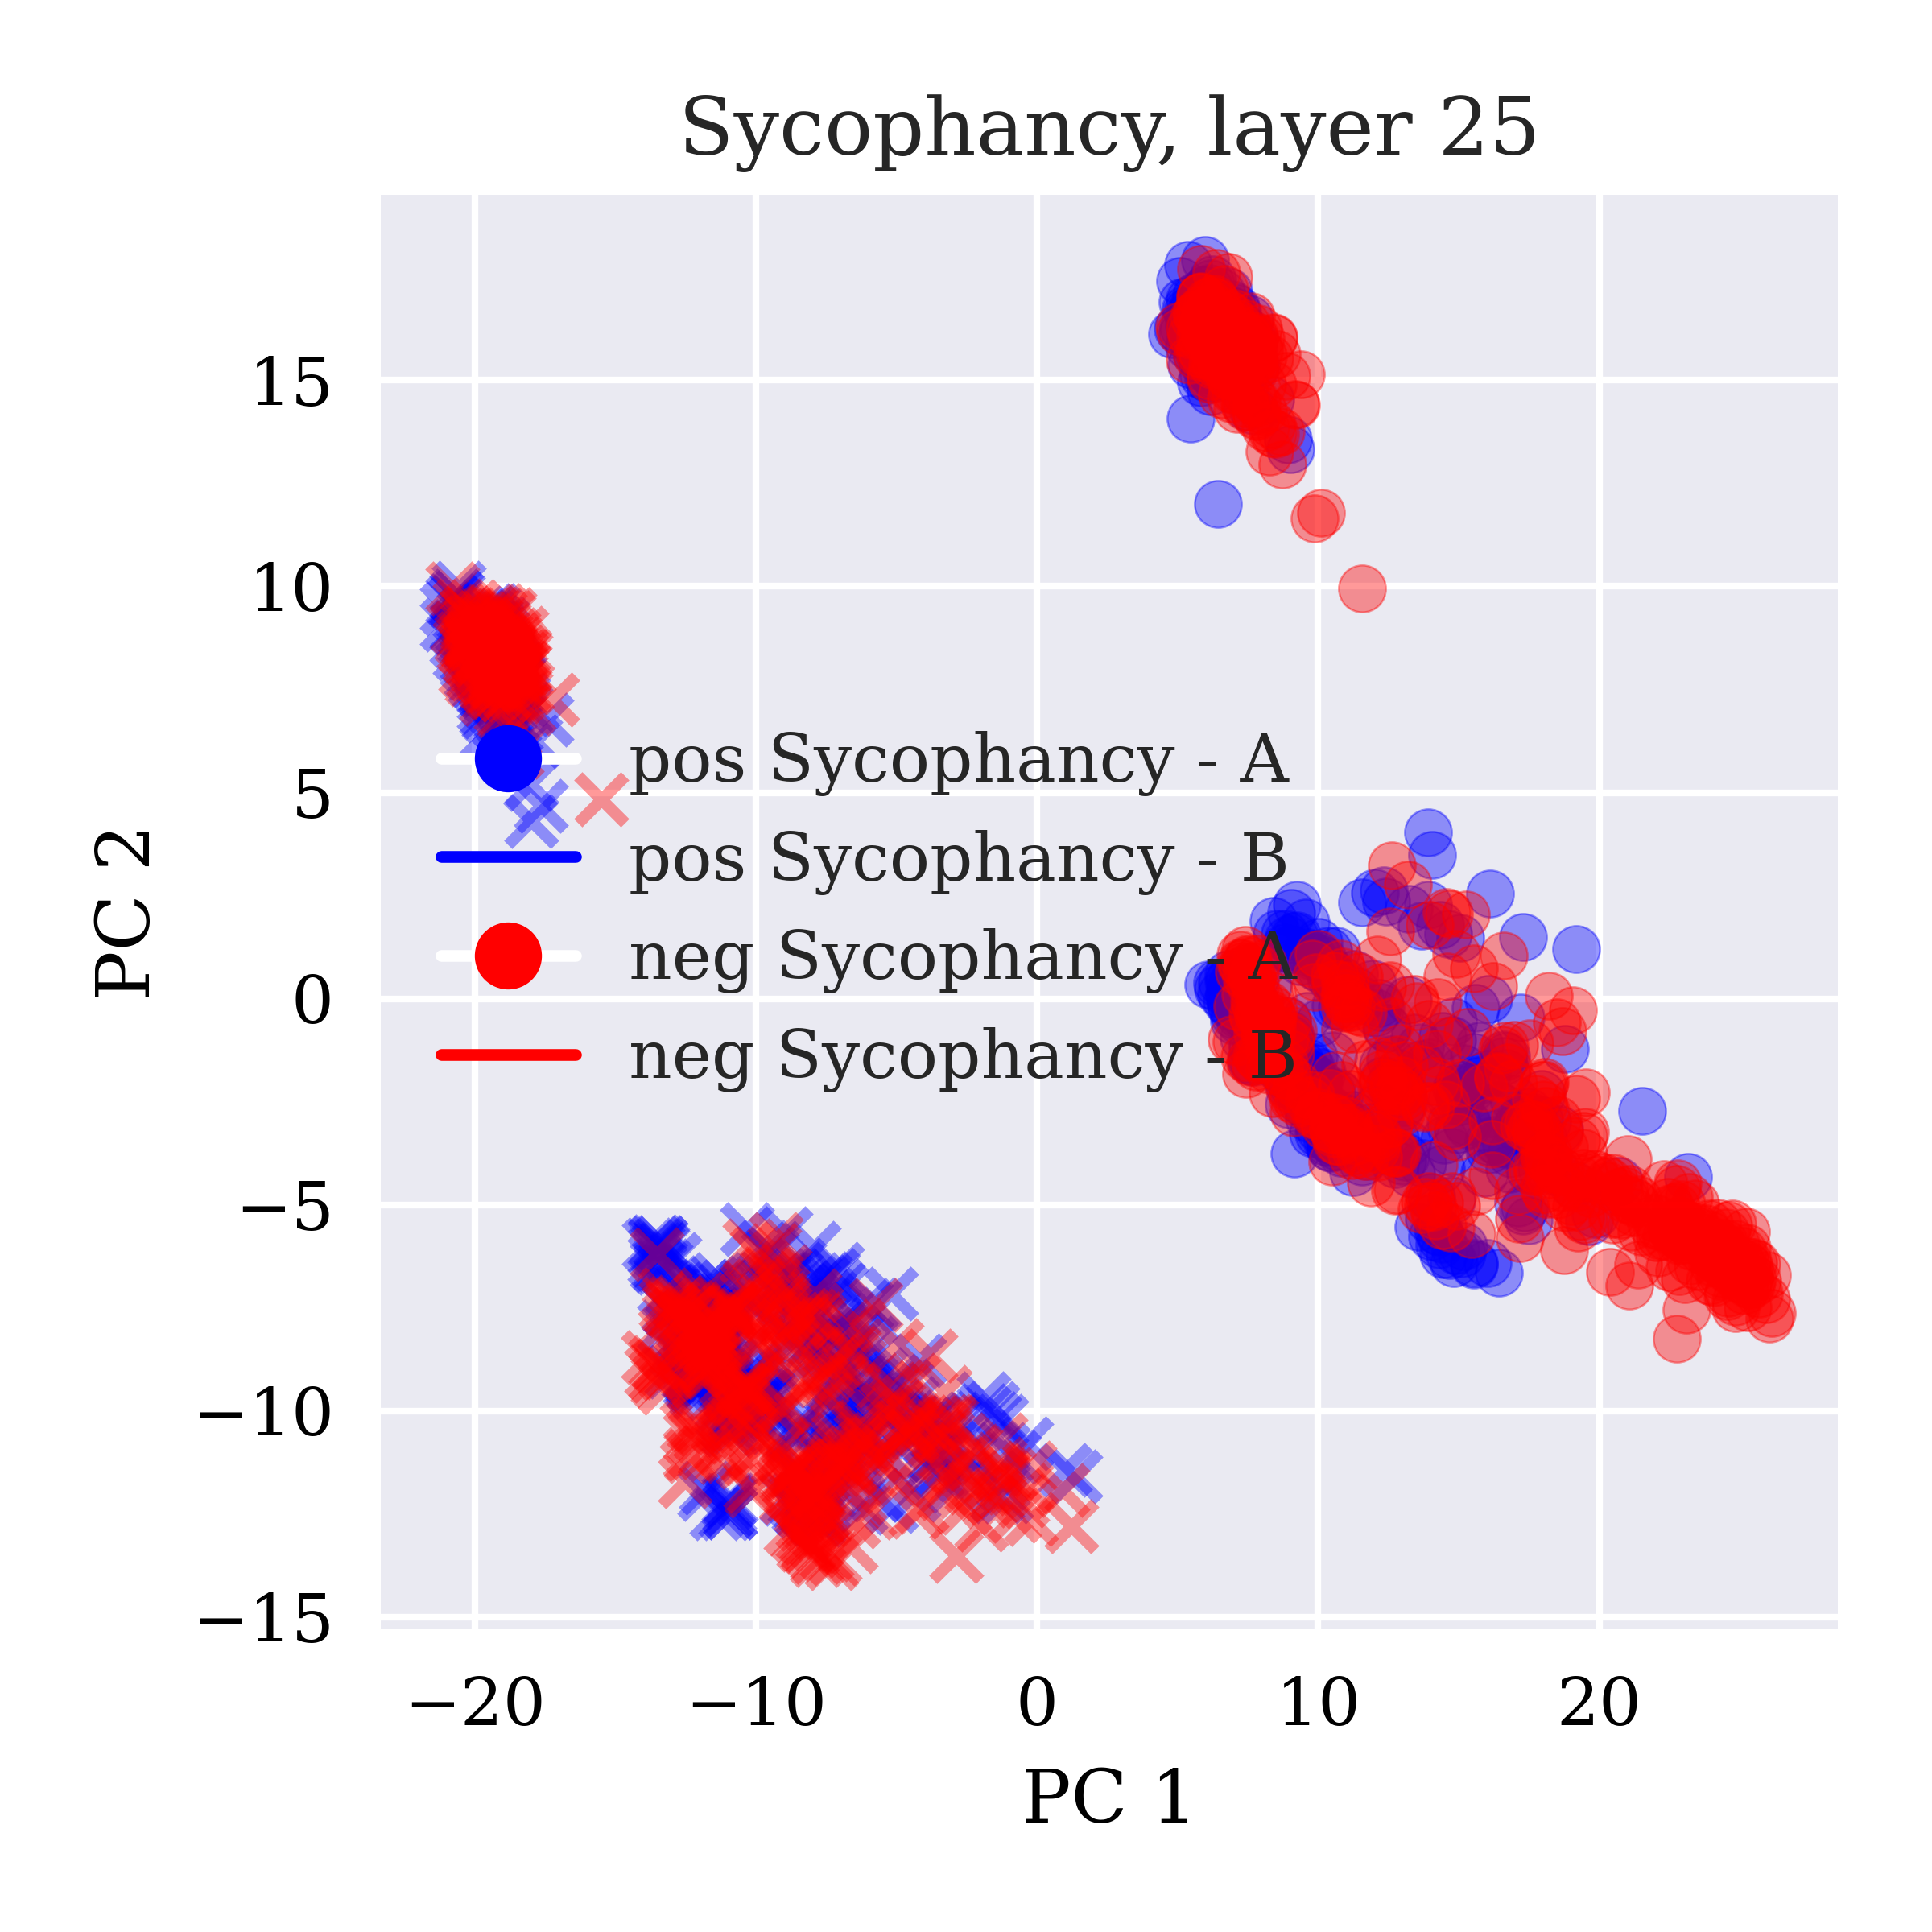 Sycophancy, layer 25
15
10
5
0
−5
−10
−15
PC 2
pos Sycophancy - A
pos Sycophancy - B
neg Sycophancy - A
neg Sycophancy - B
−20
−10
0
10
20
PC 1